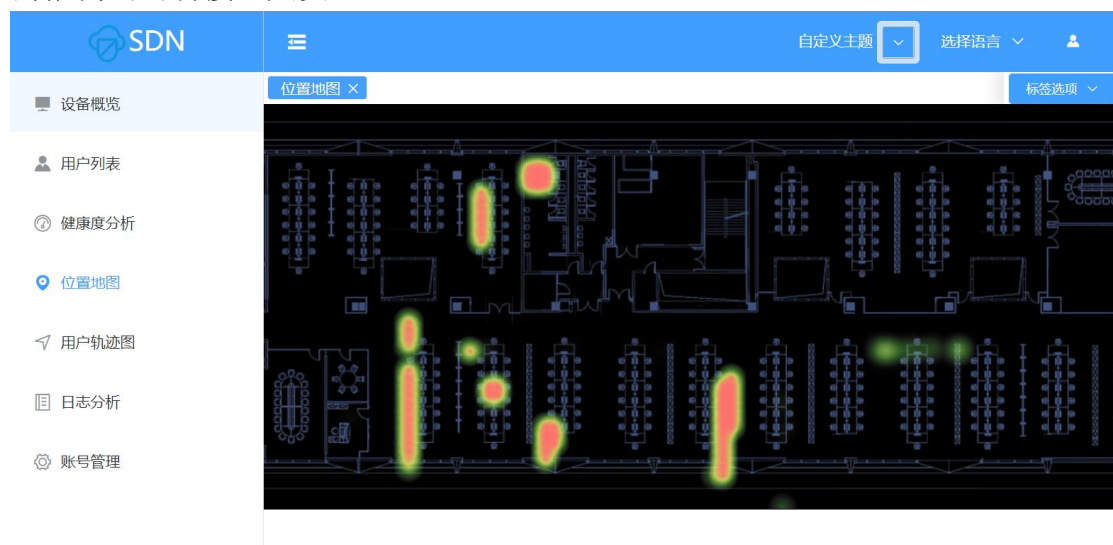 SDN
自定义主题
选择语言
位置地图
标签选项
设备概览
用户列表
健康度分析
位置地图
用户轨迹图
日志分析
账号管理